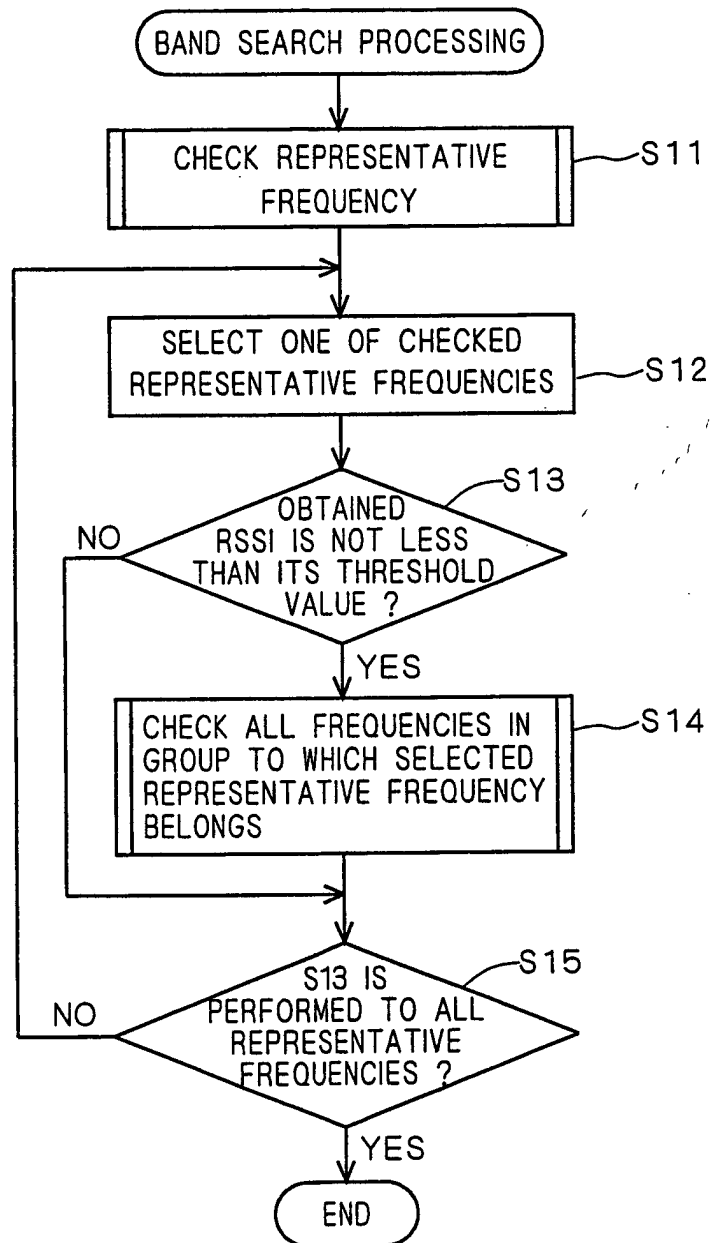 BAND SEARCH PROCESSING
CHECK REPRESENTATIVE
FREQUENCY
S11
SELECT ONE OF CHECKED
REPRESENTATIVE FREQUENCIES
S12
S13
OBTAINED
RSSI IS NOT LESS
THAN ITS THRESHOLD
VALUE ?
NO
YES
CHECK ALL FREQUENCIES IN
GROUP TO WHICH SELECTED
REPRESENTATIVE FREQUENCY
BELONGS
S14
S15
S13 IS
PERFORMED TO ALL
REPRESENTATIVE
FREQUENCIES ?
NO
YES
END